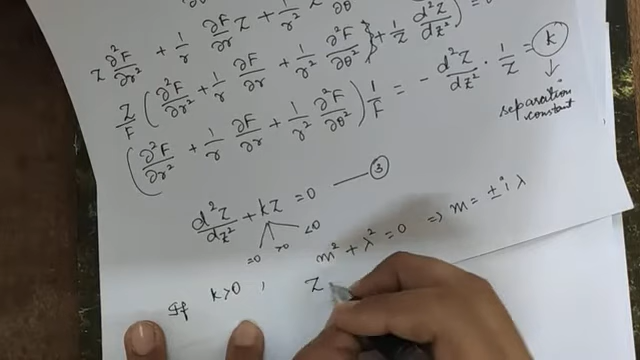 Z ∂²F/∂r² + 1/r ∂F/∂r Z + 1/r²
Z/F (∂²F/∂r² + 1/r ∂F/∂r + 1/r² ∂²F/∂θ²} + 1/Z d²Z/dz²) =
(∂²F/∂r² + 1/r ∂F/∂r + 1/r² ∂²F/∂θ²) 1/F = - d²Z/dz² · 1/Z = k
separation
constant
d²Z/dz² + kZ = 0 — 3
=0 >0 <0
If k>0 , m² + λ² = 0 ⇒ m = ± i λ
Z